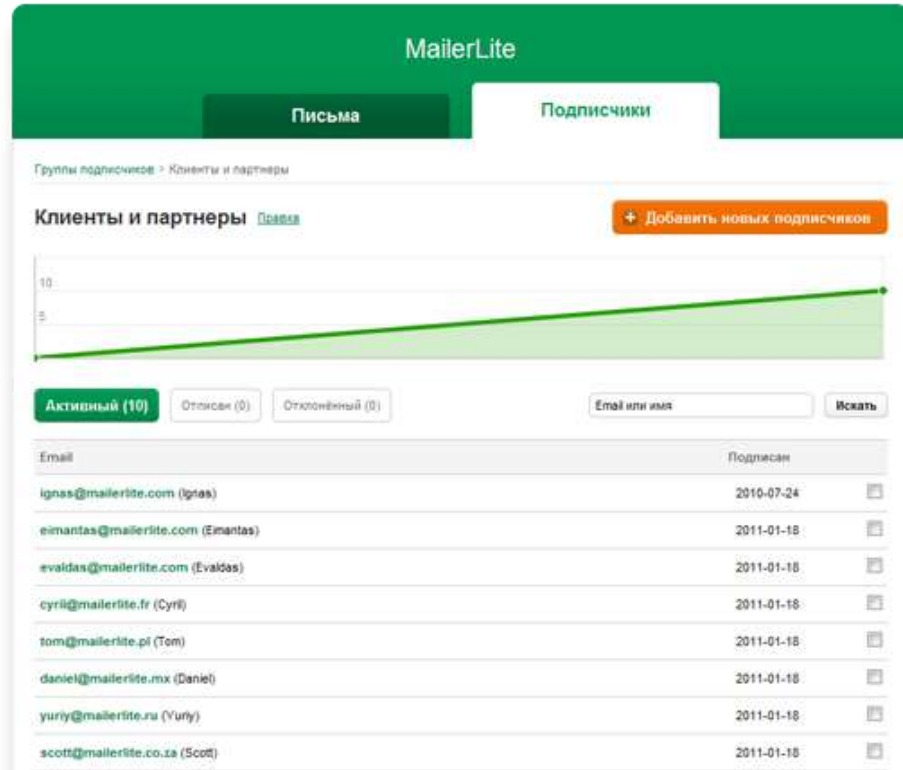 MailerLite
Письма
Подписчики
Группы подписчиков > Клиенты и партнеры
Клиенты и партнеры Правка
+ Добавить новых подписчиков
10
5
Активный (10) Отписан (0) Отклонённый (0) Email или имя Искать
Email Подписан
ignas@mailerlite.com (Ignas) 2010-07-24
eimantas@mailerlite.com (Eimantas) 2011-01-18
evaldas@mailerlite.com (Evaldas) 2011-01-18
cyril@mailerlite.fr (Cyril) 2011-01-18
tom@mailerlite.pl (Tom) 2011-01-18
daniel@mailerlite.mx (Daniel) 2011-01-18
yuriy@mailerlite.ru (Yuriy) 2011-01-18
scott@mailerlite.co.za (Scott) 2011-01-18